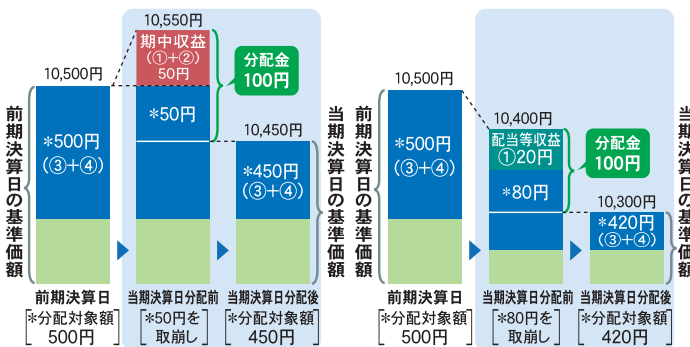 10,550円
期中収益
(①+②)
50円
分配金
100円
10,500円
*50円
10,450円
*500円
(③+④)
*450円
(③+④)
前期決算日の基準価額
当期決算日の基準価額
前期決算日
当期決算日分配前
当期決算日分配後
*分配対象額
500円
*50円を
取崩し
*分配対象額
450円
10,500円
10,400円
配当等収益
①20円
分配金
100円
*500円
(③+④)
*80円
10,300円
*420円
(③+④)
前期決算日の基準価額
当期決算日の基準価額
前期決算日
当期決算日分配前
当期決算日分配後
*分配対象額
500円
*80円を
取崩し
*分配対象額
420円